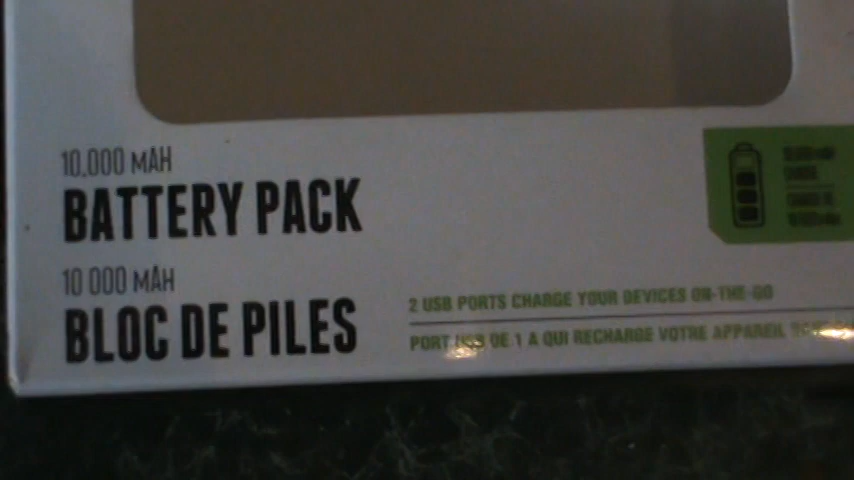 10,000 MAH
BATTERY PACK
10 000 MAH
BLOC DE PILES
2 USB PORTS CHARGE YOUR DEVICES ON-THE-GO
PORT USB DE 1 A QUI RECHARGE VOTRE APPAREIL